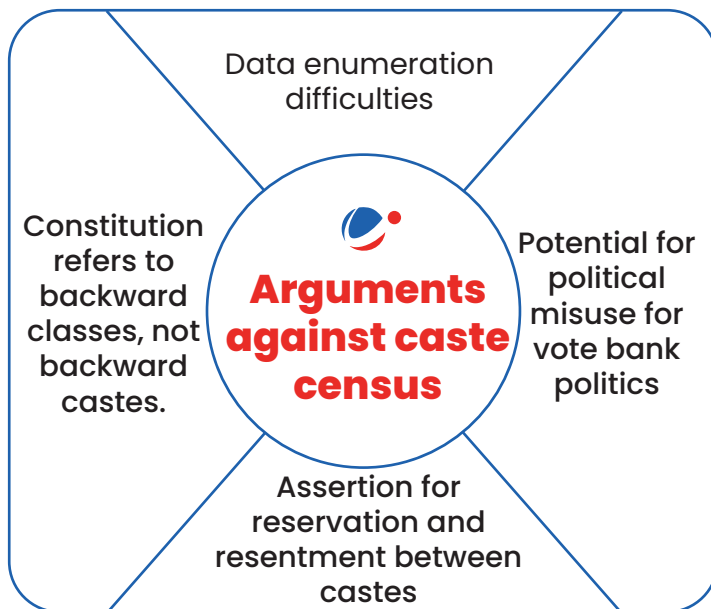 Data enumeration
difficulties
Constitution
refers to
backward
classes, not
backward
castes.
Arguments
against caste
census
Potential for
political
misuse for
vote bank
politics
Assertion for
reservation and
resentment between
castes